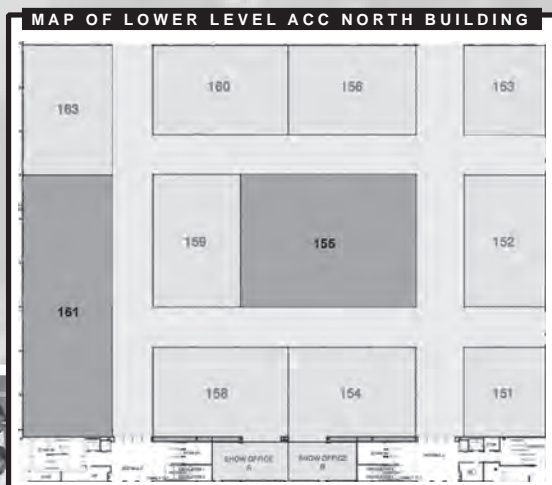 MAP OF LOWER LEVEL ACC NORTH BUILDING
163
160
156
153
159
155
152
161
158
154
151
SHOW OFFICE
A
SHOW OFFICE
B